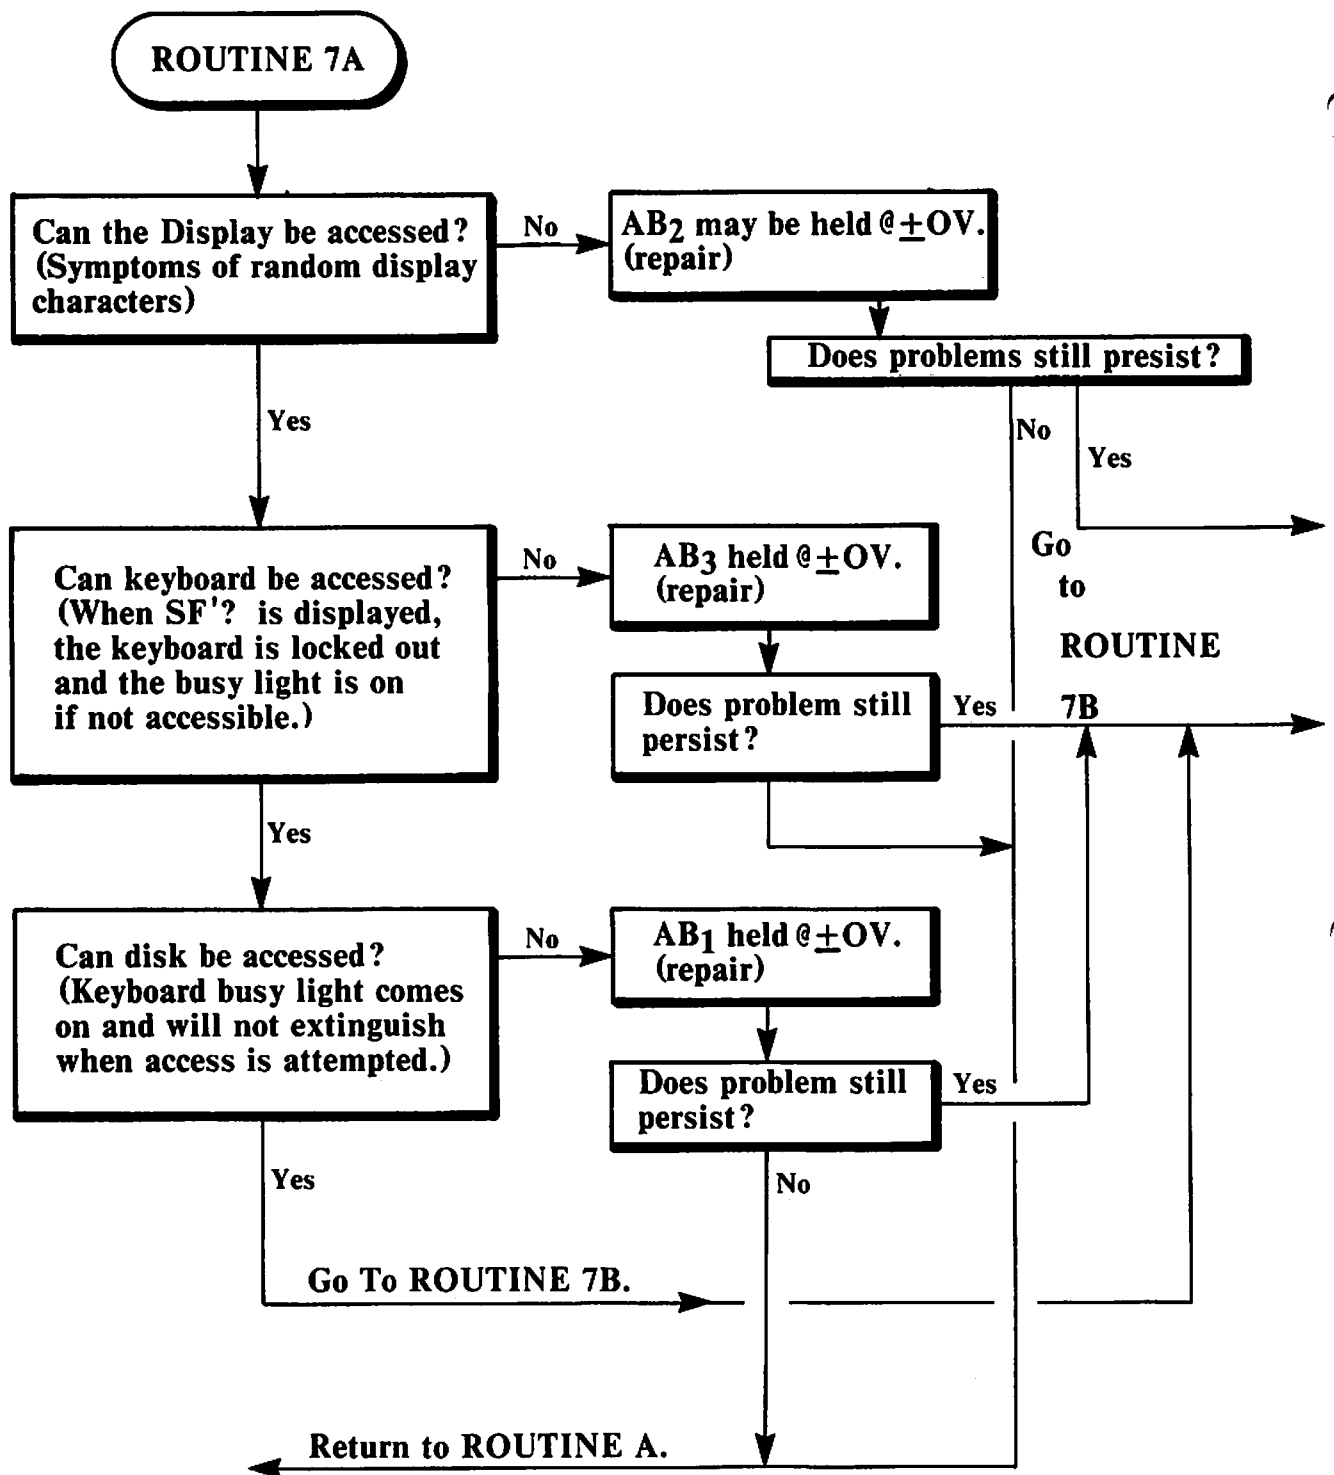 ROUTINE 7A
Can the Display be accessed?
(Symptoms of random display
characters)
No
AB2 may be held @ ±OV.
(repair)
Does problems still presist?
Yes
No
Yes
Can keyboard be accessed?
(When SF'? is displayed,
the keyboard is locked out
and the busy light is on
if not accessible.)
No
AB3 held @ ±OV.
(repair)
Go
to
ROUTINE
7B
Does problem still
persist?
Yes
Yes
Can disk be accessed?
(Keyboard busy light comes
on and will not extinguish
when access is attempted.)
No
AB1 held @ ±OV.
(repair)
Does problem still
persist?
Yes
Yes
No
Go To ROUTINE 7B.
Return to ROUTINE A.